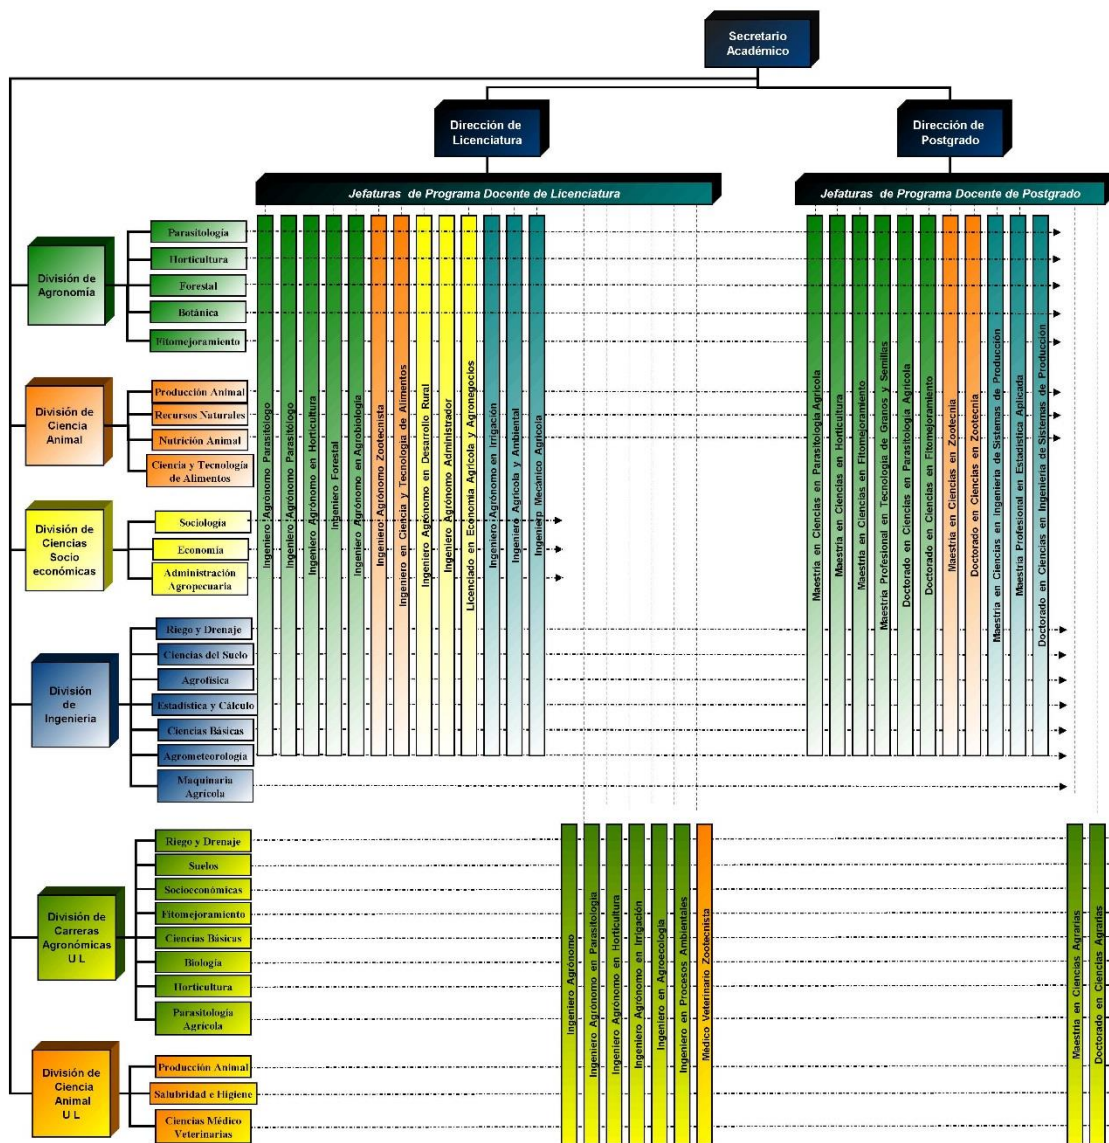 Secretario
Académico
Dirección de
Licenciatura
Dirección de
Postgrado
Jefaturas de Programa Docente de Licenciatura
Jefaturas de Programa Docente de Postgrado
División de
Agronomía
Parasitología
Horticultura
Forestal
Botánica
Fitomejoramiento
División de
Ciencia
Animal
Producción Animal
Recursos Naturales
Nutrición Animal
Ciencia y Tecnología
de Alimentos
División de
Ciencias
Socio
económicas
Sociología
Economía
Administración
Agropecuaria
División
de
Ingeniería
Riego y Drenaje
Ciencias del Suelo
Agrofísica
Estadística y Cálculo
Ciencias Básicas
Agrometeorología
Maquinaria
Agrícola
División de
Carreras
Agronómicas
U L
Riego y Drenaje
Suelos
Socioeconómicas
Fitomejoramiento
Ciencias Básicas
Biología
Horticultura
Parasitología
Agrícola
División de
Ciencia
Animal
U L
Producción Animal
Salubridad e Higiene
Ciencias Médico
Veterinarias
Ingeniero Agrónomo Parasitólogo
Ingeniero Agrónomo Parasitólogo
Ingeniero Agrónomo en Horticultura
Ingeniero Forestal
Ingeniero Agrónomo en Agrobiología
Ingeniero Agrónomo Zootecnista
Ingeniero en Ciencia y Tecnología de Alimentos
Ingeniero Agrónomo en Desarrollo Rural
Ingeniero Agrónomo Administrador
Licenciado en Economía Agrícola y Agronegocios
Ingeniero Agrónomo en Irrigación
Ingeniero Agrícola y Ambiental
Ingeniero Mecánico Agrícola
Maestría en Ciencias en Parasitología Agrícola
Maestría en Ciencias en Horticultura
Maestría en Ciencias en Fitomejoramiento
Maestría Profesional en Tecnología de Granos y Semillas
Doctorado en Ciencias en Parasitología Agrícola
Doctorado en Ciencias en Fitomejoramiento
Maestría en Ciencias en Zootecnia
Doctorado en Ciencias en Zootecnia
Maestría en Ciencias en Ingeniería de Sistemas de Producción
Maestría Profesional en Estadística Aplicada
Doctorado en Ciencias en Ingeniería de Sistemas de Producción
Ingeniero Agrónomo
Ingeniero Agrónomo en Parasitología
Ingeniero Agrónomo en Horticultura
Ingeniero Agrónomo en Irrigación
Ingeniero en Agroecología
Ingeniero en Procesos Ambientales
Médico Veterinario Zootecnista
Maestría en Ciencias Agrarias
Doctorado en Ciencias Agrarias